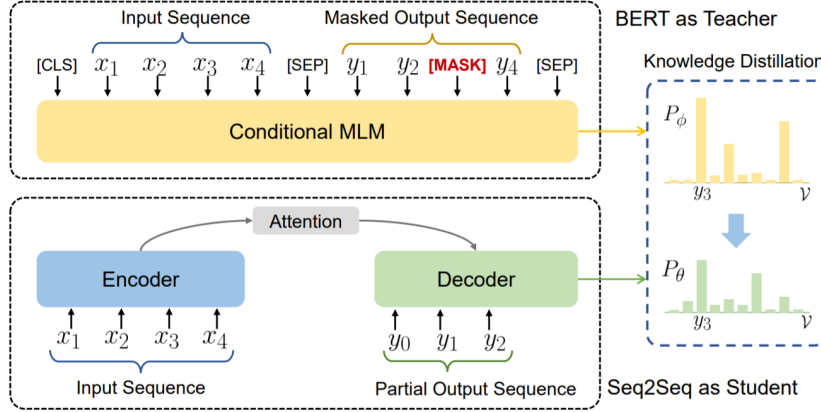 Input Sequence
Masked Output Sequence
BERT as Teacher
[CLS] x₁ x₂ x₃ x₄ [SEP] y₁ y₂ [MASK] y₄ [SEP]
Knowledge Distillation
Conditional MLM
P_ϕ
y₃ 𝒱
Attention
Encoder
Decoder
P_θ
y₃ 𝒱
x₁ x₂ x₃ x₄
y₀ y₁ y₂
Input Sequence
Partial Output Sequence
Seq2Seq as Student